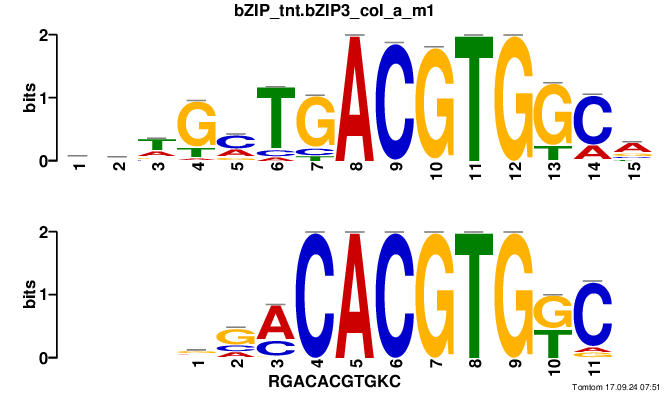 bZIP_tnt.bZIP3_col_a_m1
2
bits
1
0
T A G T A C A T C A G C T A C G T G G T C A A
1 2 3 4 5 6 7 8 9 10 11 12 13 14 15
2
bits
1
0
G C A A C C A C G T G G T C A G
1 2 3 4 5 6 7 8 9 10 11
RGACACGTGKC
Tomtom 17.09.24 07:51